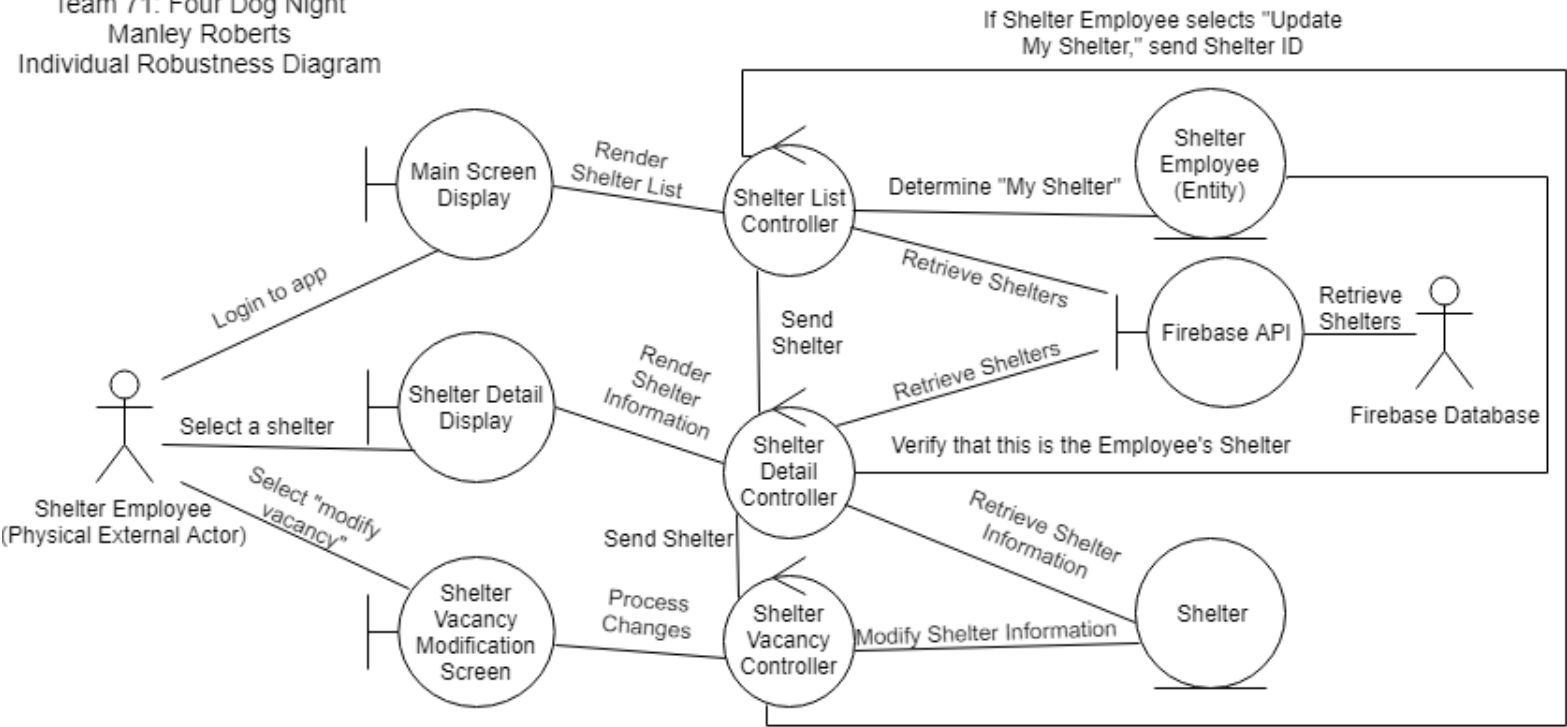 Team 71: Four Dog Night
Manley Roberts
Individual Robustness Diagram
If Shelter Employee selects "Update
My Shelter," send Shelter ID
Main Screen
Display
Render
Shelter List
Shelter List
Controller
Determine "My Shelter"
Shelter
Employee
(Entity)
Login to app
Retrieve Shelters
Send
Shelter
Firebase API
Retrieve
Shelters
Firebase Database
Shelter Detail
Display
Render
Shelter
Information
Retrieve Shelters
Select a shelter
Shelter
Detail
Controller
Verify that this is the Employee's Shelter
Shelter Employee
(Physical External Actor)
Select "modify
vacancy"
Send Shelter
Retrieve Shelter
Information
Shelter
Vacancy
Modification
Screen
Process
Changes
Shelter
Vacancy
Controller
Modify Shelter Information
Shelter